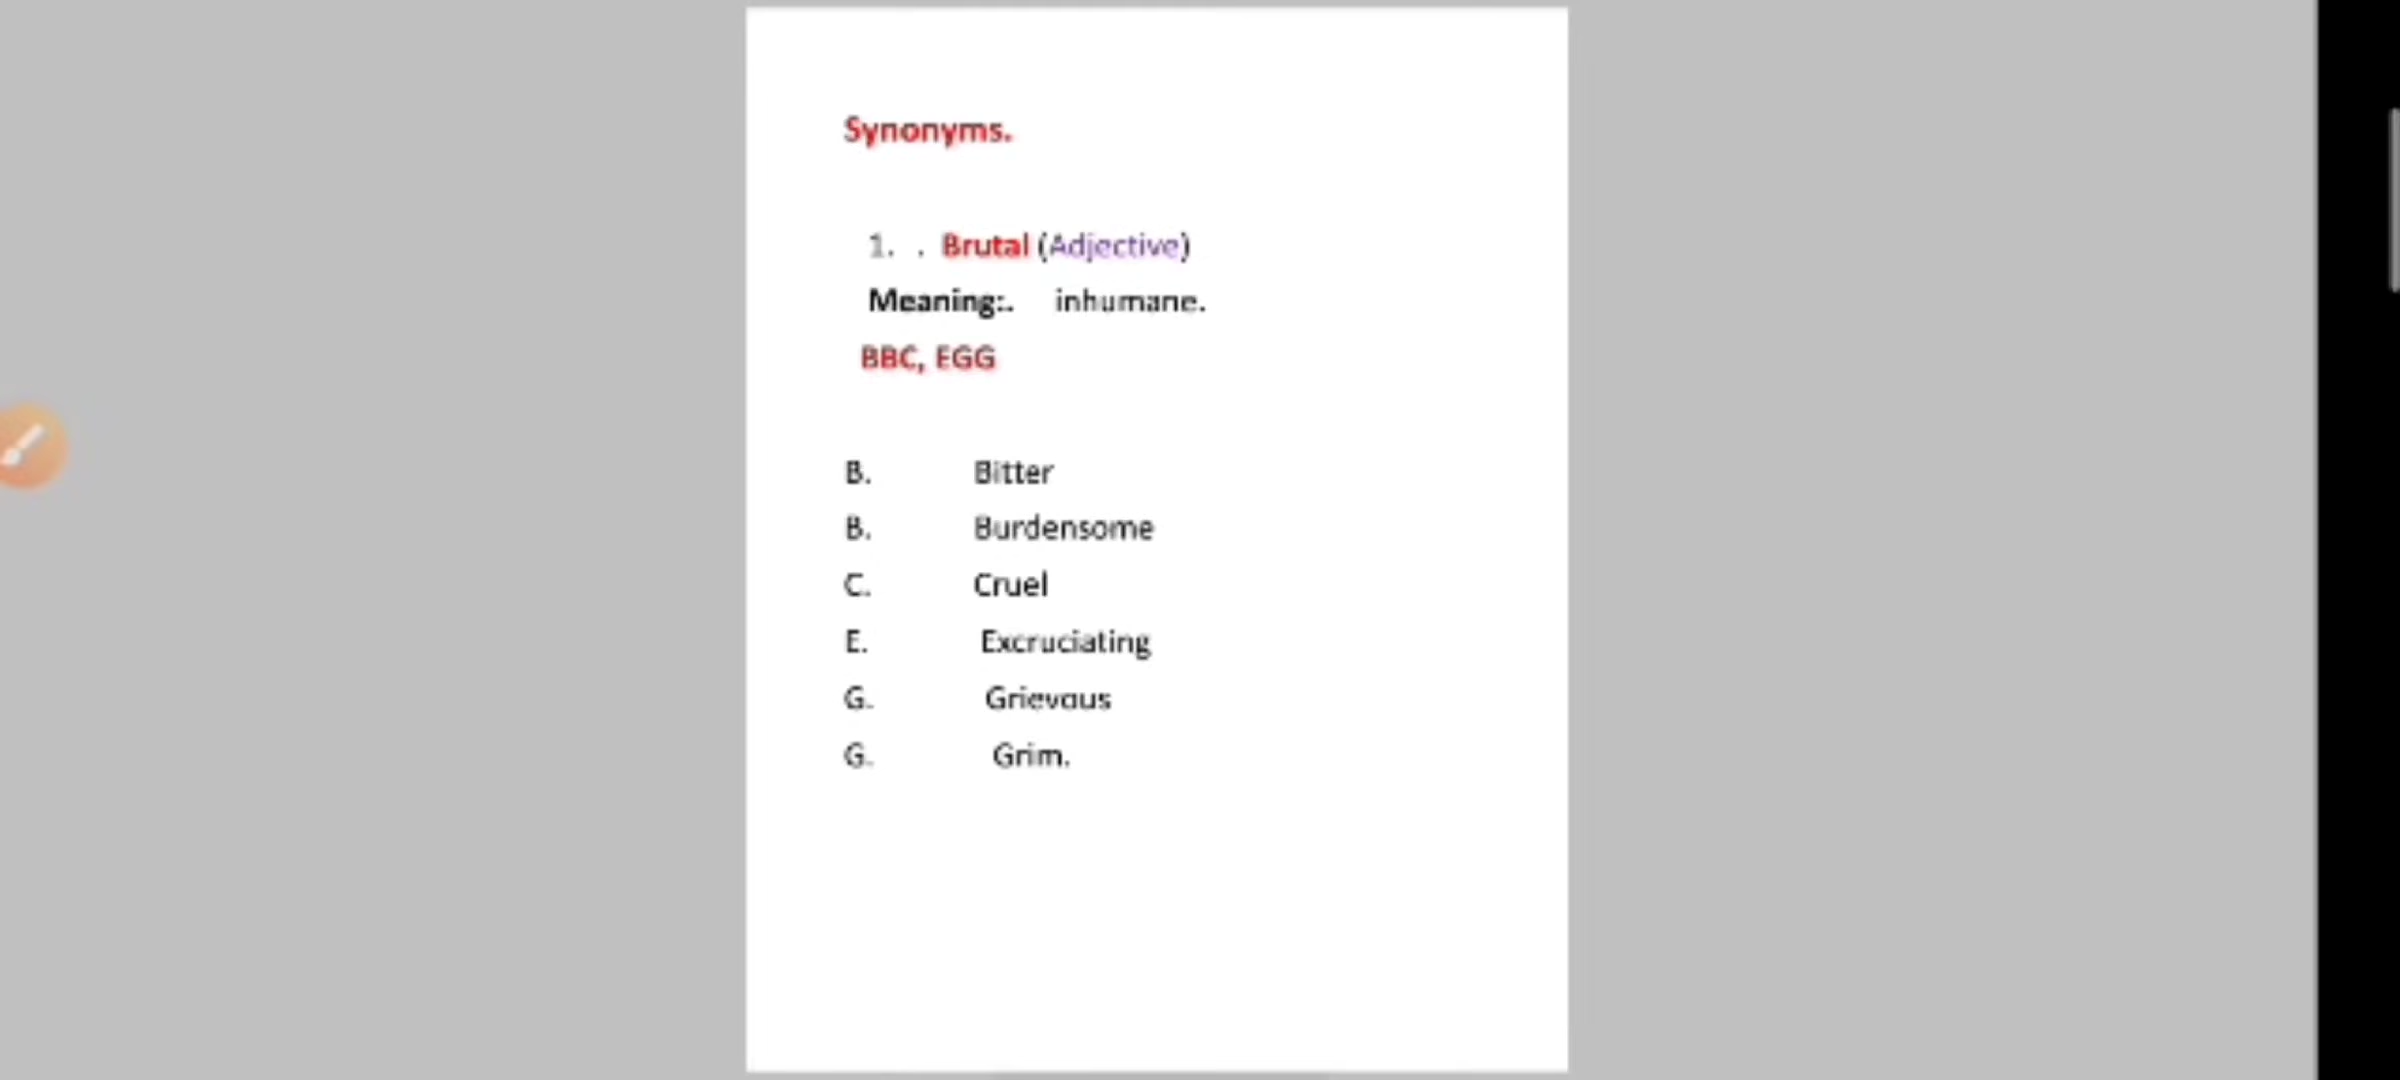 Synonyms.
1. . Brutal (Adjective)
Meaning:. inhumane.
BBC, EGG
B. Bitter
B. Burdensome
C. Cruel
E. Excruciating
G. Grievous
G. Grim.